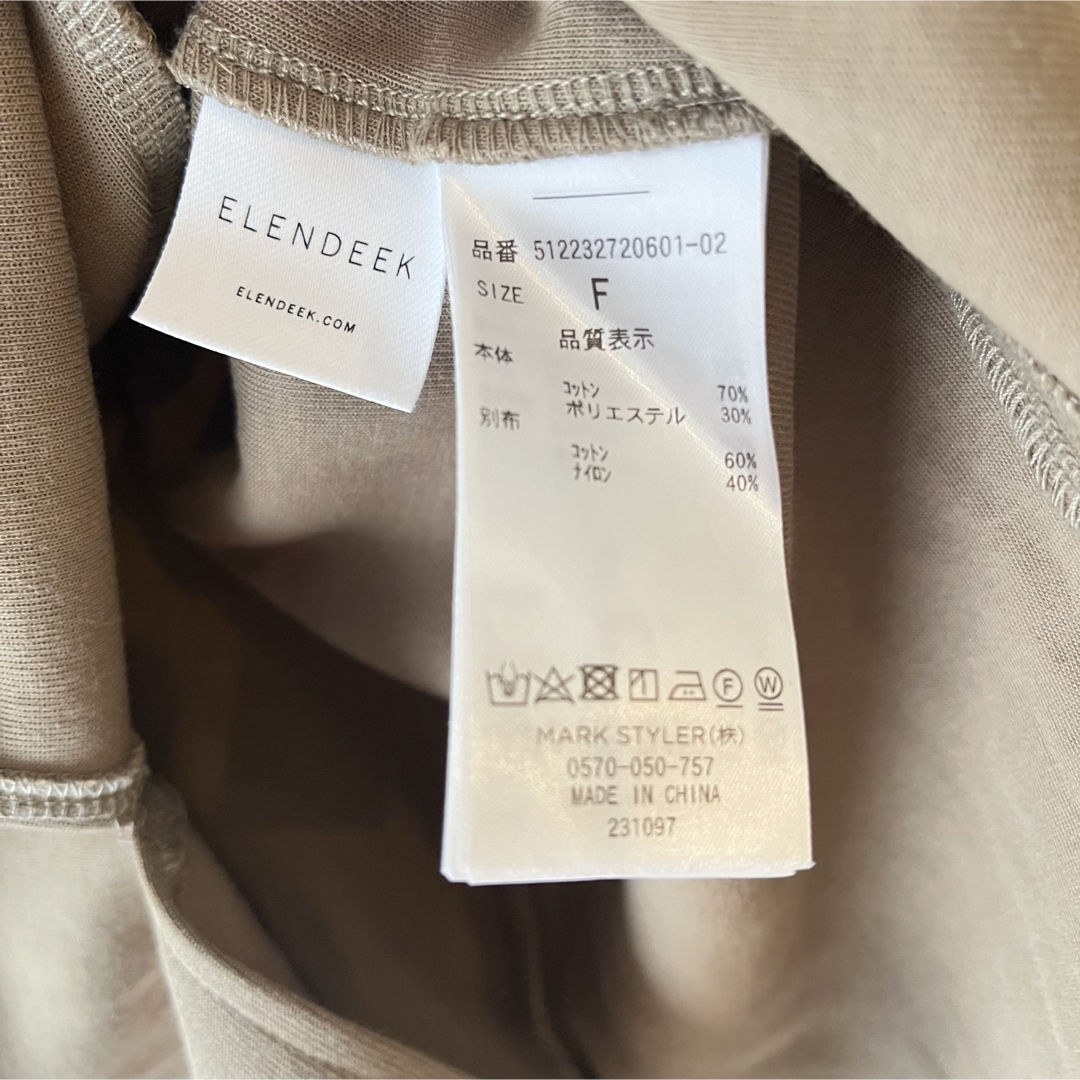 ELENDEEK
ELENDEEK.COM
品番 512232720601-02
SIZE F
品質表示
本体
コットン 70%
ポリエステル 30%
別布
コットン 60%
ナイロン 40%
F W
MARK STYLER(株)
0570-050-757
MADE IN CHINA
231097